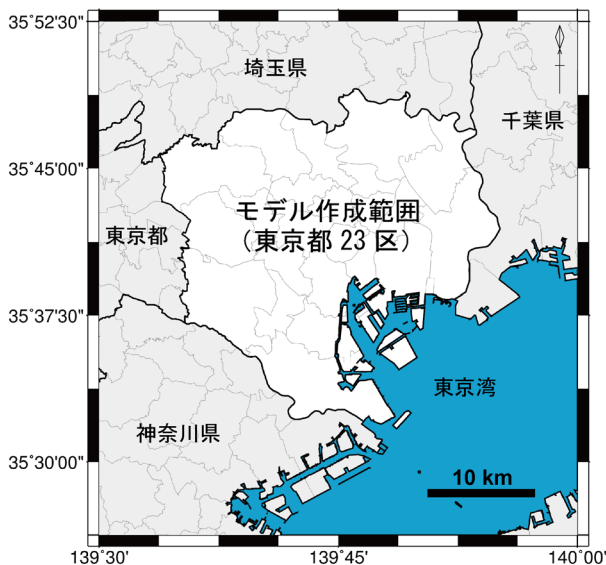 35°52'30"
埼玉県
千葉県
35°45'00"
モデル作成範囲
（東京都 23 区）
東京都
35°37'30"
東京湾
神奈川県
35°30'00"
10 km
139°30'
139°45'
140°00'